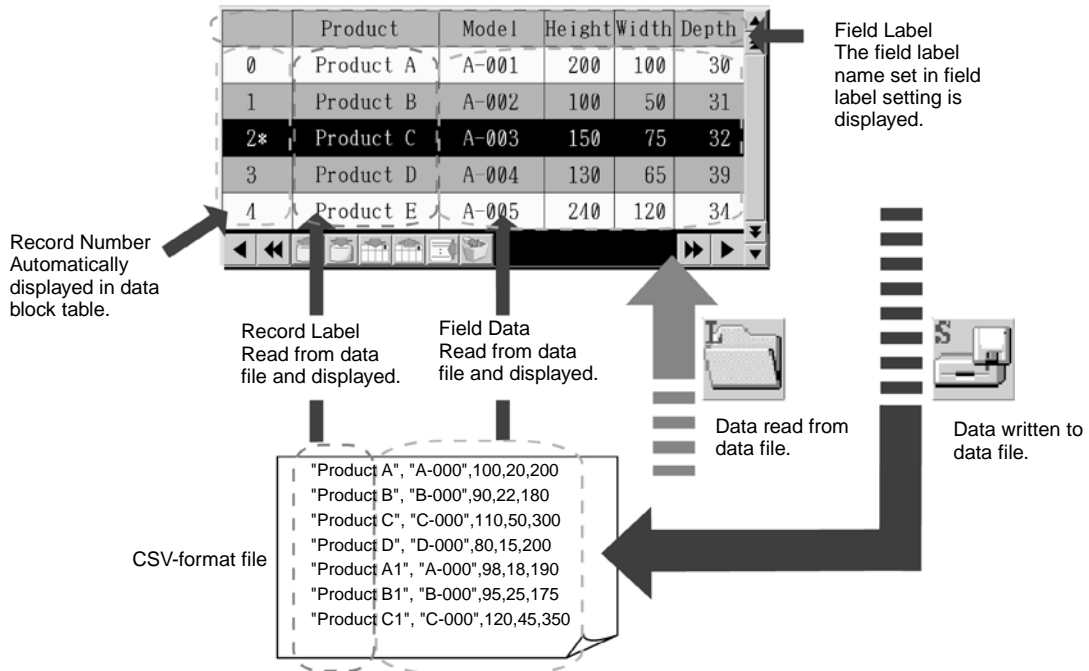 Product Model Height Width Depth
0 Product A A-001 200 100 30
1 Product B A-002 100 50 31
2* Product C A-003 150 75 32
3 Product D A-004 130 65 39
4 Product E A-005 240 120 34
Field Label
The field label
name set in field
label setting is
displayed.
Record Number
Automatically
displayed in data
block table.
Record Label
Read from data
file and displayed.
Field Data
Read from data
file and displayed.
L
S
Data read from
data file.
Data written to
data file.
CSV-format file
"Product A", "A-000",100,20,200
"Product B", "B-000",90,22,180
"Product C", "C-000",110,50,300
"Product D", "D-000",80,15,200
"Product A1", "A-000",98,18,190
"Product B1", "B-000",95,25,175
"Product C1", "C-000",120,45,350